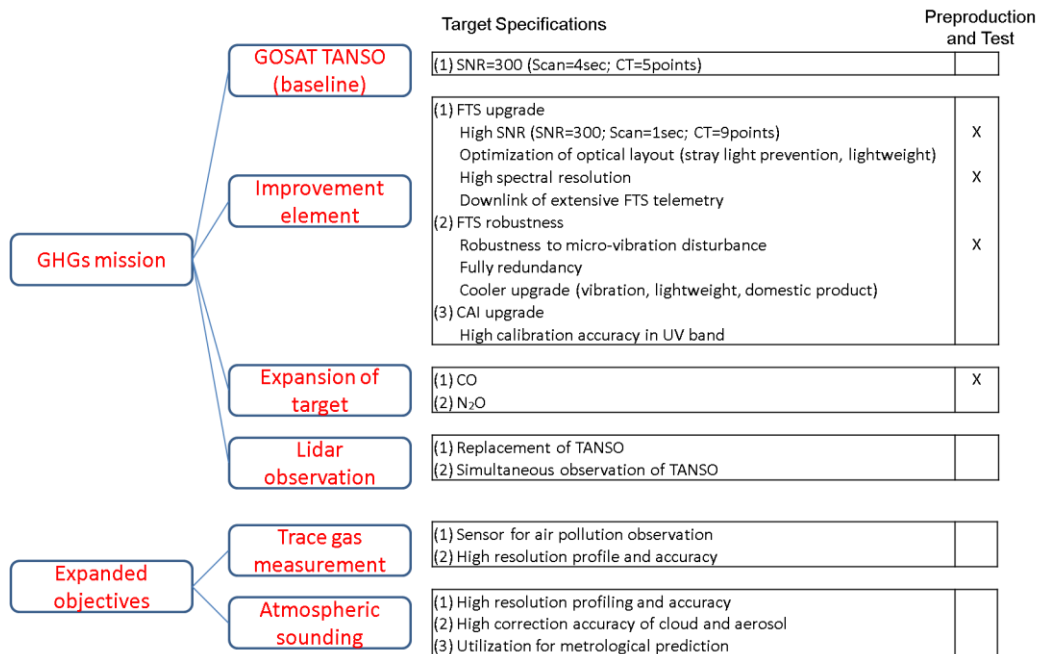 Target Specifications
Preproduction
and Test
GHGs mission
GOSAT TANSO
(baseline)
(1) SNR=300 (Scan=4sec; CT=5points)
Improvement
element
(1) FTS upgrade
High SNR (SNR=300; Scan=1sec; CT=9points) X
Optimization of optical layout (stray light prevention, lightweight)
High spectral resolution X
Downlink of extensive FTS telemetry
(2) FTS robustness
Robustness to micro-vibration disturbance X
Fully redundancy
Cooler upgrade (vibration, lightweight, domestic product)
(3) CAI upgrade
High calibration accuracy in UV band
Expansion of
target
(1) CO X
(2) N₂O
Lidar
observation
(1) Replacement of TANSO
(2) Simultaneous observation of TANSO
Expanded
objectives
Trace gas
measurement
(1) Sensor for air pollution observation
(2) High resolution profile and accuracy
Atmospheric
sounding
(1) High resolution profiling and accuracy
(2) High correction accuracy of cloud and aerosol
(3) Utilization for metrological prediction